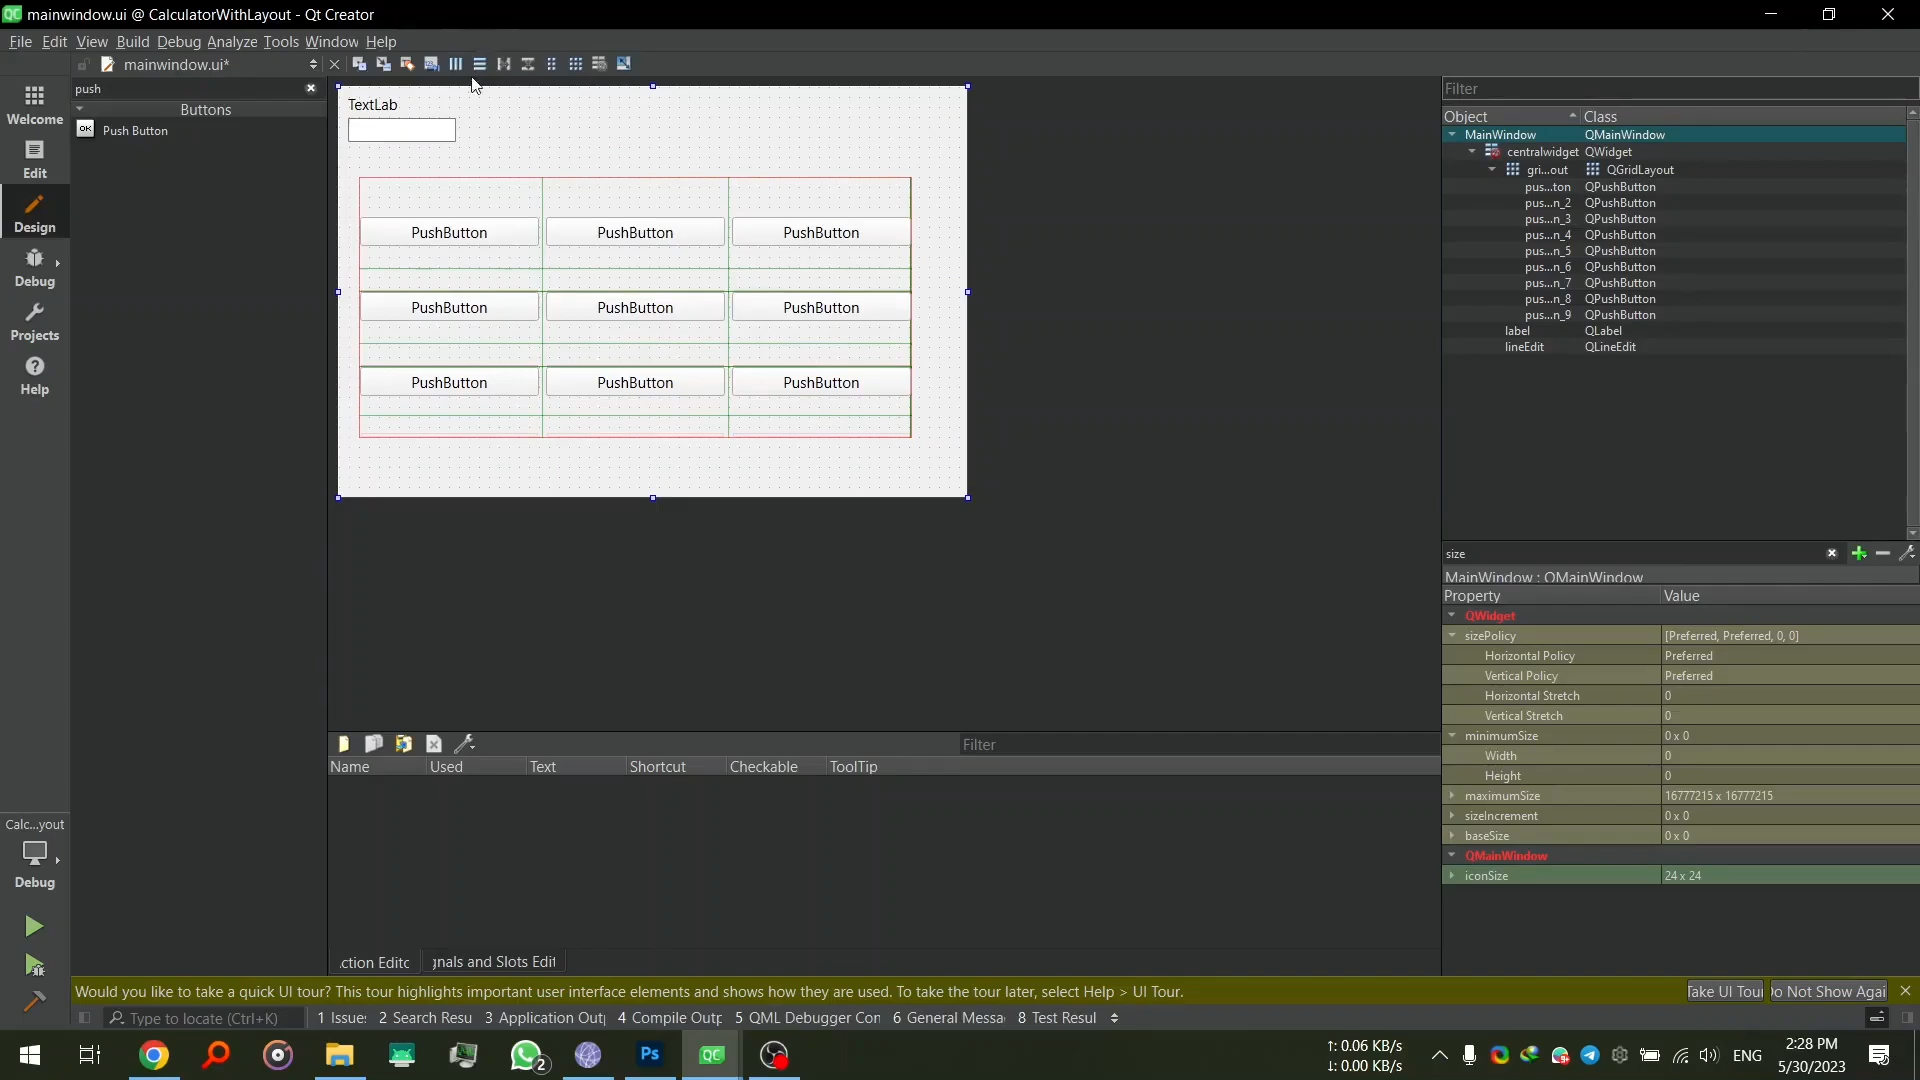 mainwindow.ui @ CalculatorWithLayout - Qt Creator
File Edit View Build Debug Analyze Tools Window Help
mainwindow.ui*
push
Buttons
OK Push Button
Welcome
Edit
Design
Debug
Projects
Help
Calc...yout
Debug
TextLab
PushButton PushButton PushButton
PushButton PushButton PushButton
PushButton PushButton PushButton
Filter
Object Class
MainWindow QMainWindow
centralwidget QWidget
gri...out QGridLayout
pus...ton QPushButton
pus...n_2 QPushButton
pus...n_3 QPushButton
pus...n_4 QPushButton
pus...n_5 QPushButton
pus...n_6 QPushButton
pus...n_7 QPushButton
pus...n_8 QPushButton
pus...n_9 QPushButton
label QLabel
lineEdit QLineEdit
size
MainWindow : QMainWindow
Property Value
QWidget
sizePolicy [Preferred, Preferred, 0, 0]
Horizontal Policy Preferred
Vertical Policy Preferred
Horizontal Stretch 0
Vertical Stretch 0
minimumSize 0 x 0
Width 0
Height 0
maximumSize 16777215 x 16777215
sizeIncrement 0 x 0
baseSize 0 x 0
QMainWindow
iconSize 24 x 24
Filter
Name Used Text Shortcut Checkable ToolTip
.ction Editc gnals and Slots Edit
Would you like to take a quick UI tour? This tour highlights important user interface elements and shows how they are used. To take the tour later, select Help > UI Tour.
Take UI Tour Do Not Show Agai
Type to locate (Ctrl+K) 1 Issue: 2 Search Resu 3 Application Outp 4 Compile Outp 5 QML Debugger Con 6 General Messa 8 Test Resul
2 Ps QC
↑: 0.06 KB/s
↓: 0.00 KB/s
ENG
2:28 PM
5/30/2023